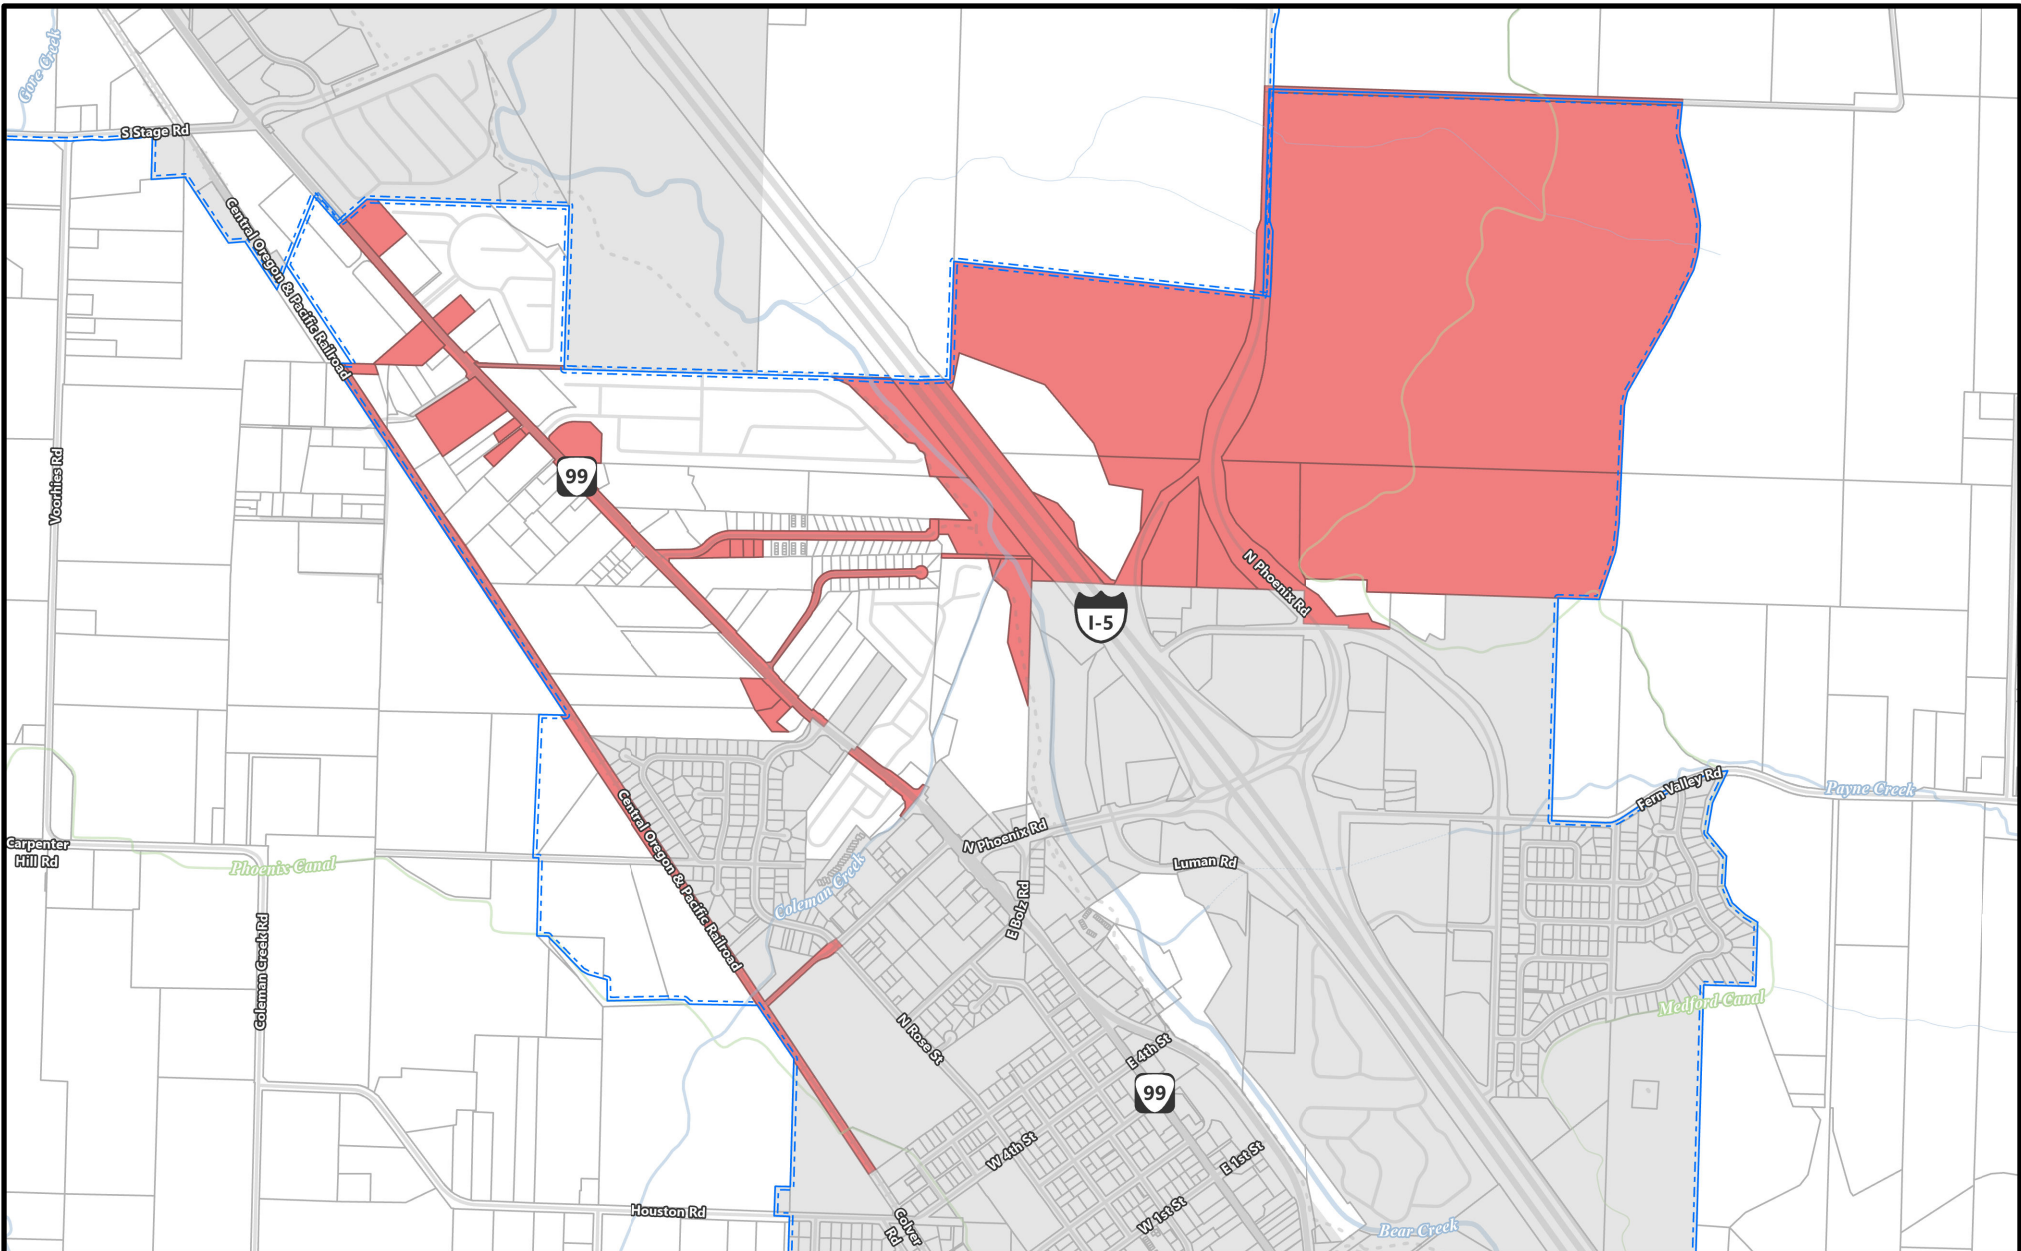 Gore Creek
S Stage Rd
Central Oregon & Pacific Railroad
99
Voorhies Rd
N Phoenix Rd
I-5
Fern Valley Rd
Payne Creek
Carpenter
Hill Rd
Phoenix Canal
Central Oregon & Pacific Railroad
N Phoenix Rd
Luman Rd
Coleman Creek
E Bolz Rd
Coleman Creek Rd
Medford Canal
N Rose St
E 4th St
99
W 4th St
E 1st St
W 1st St
Houston Rd
Colver
Rd
Bear Creek